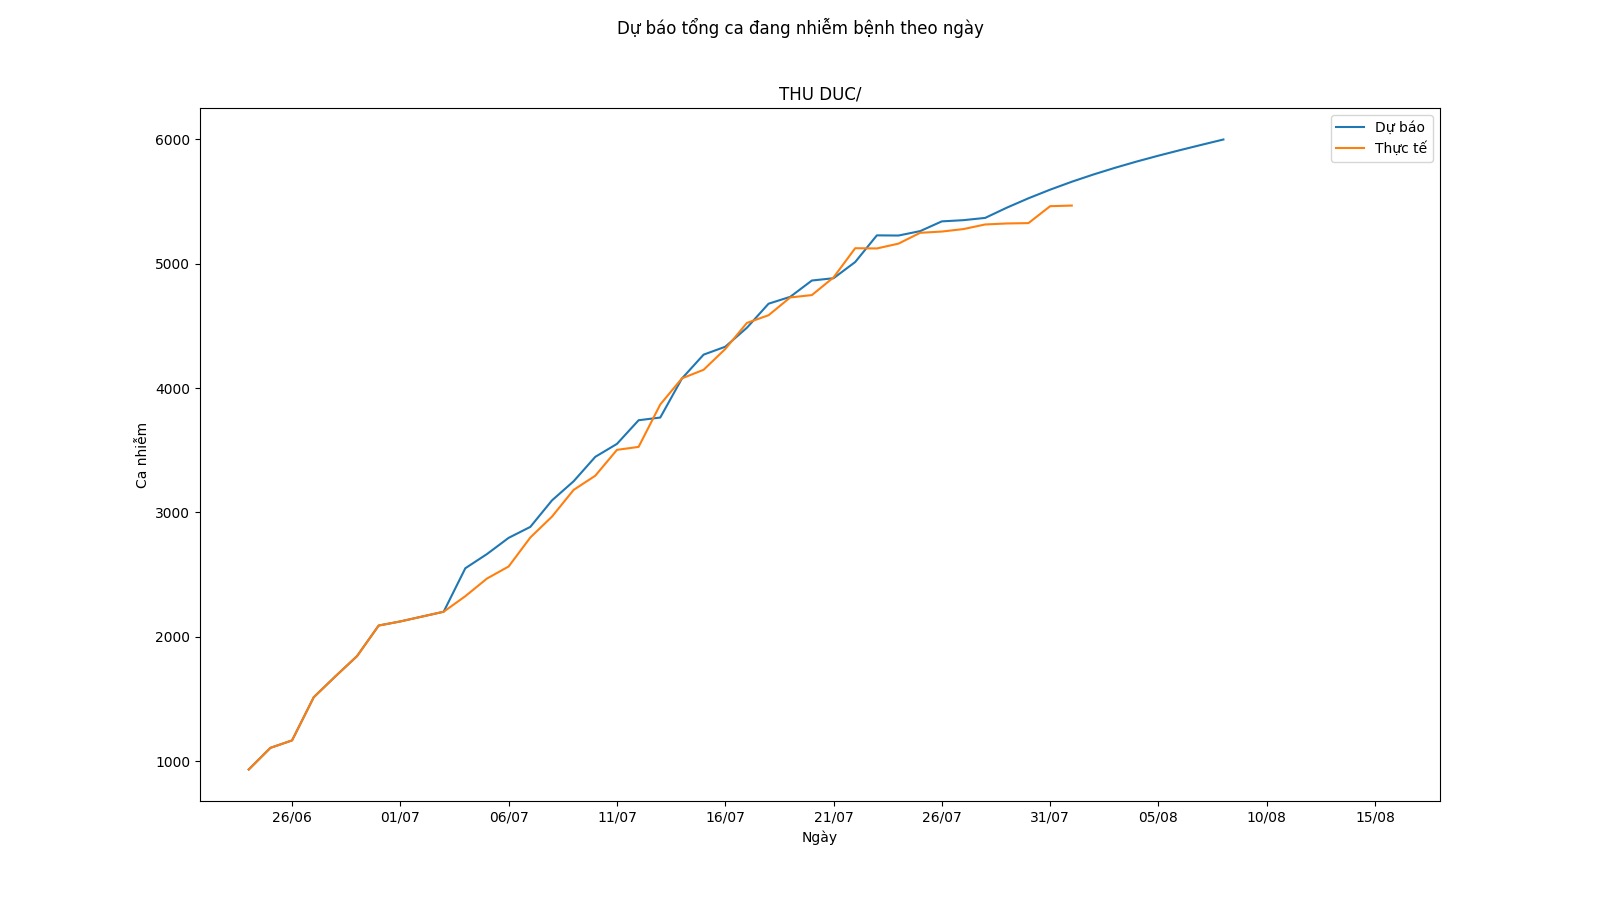 Dự báo tổng ca đang nhiễm bệnh theo ngày
THU DUC/
Dự báo
Thực tế
6000
5000
4000
3000
2000
1000
Ca nhiễm
26/06 01/07 06/07 11/07 16/07 21/07 26/07 31/07 05/08 10/08 15/08
Ngày